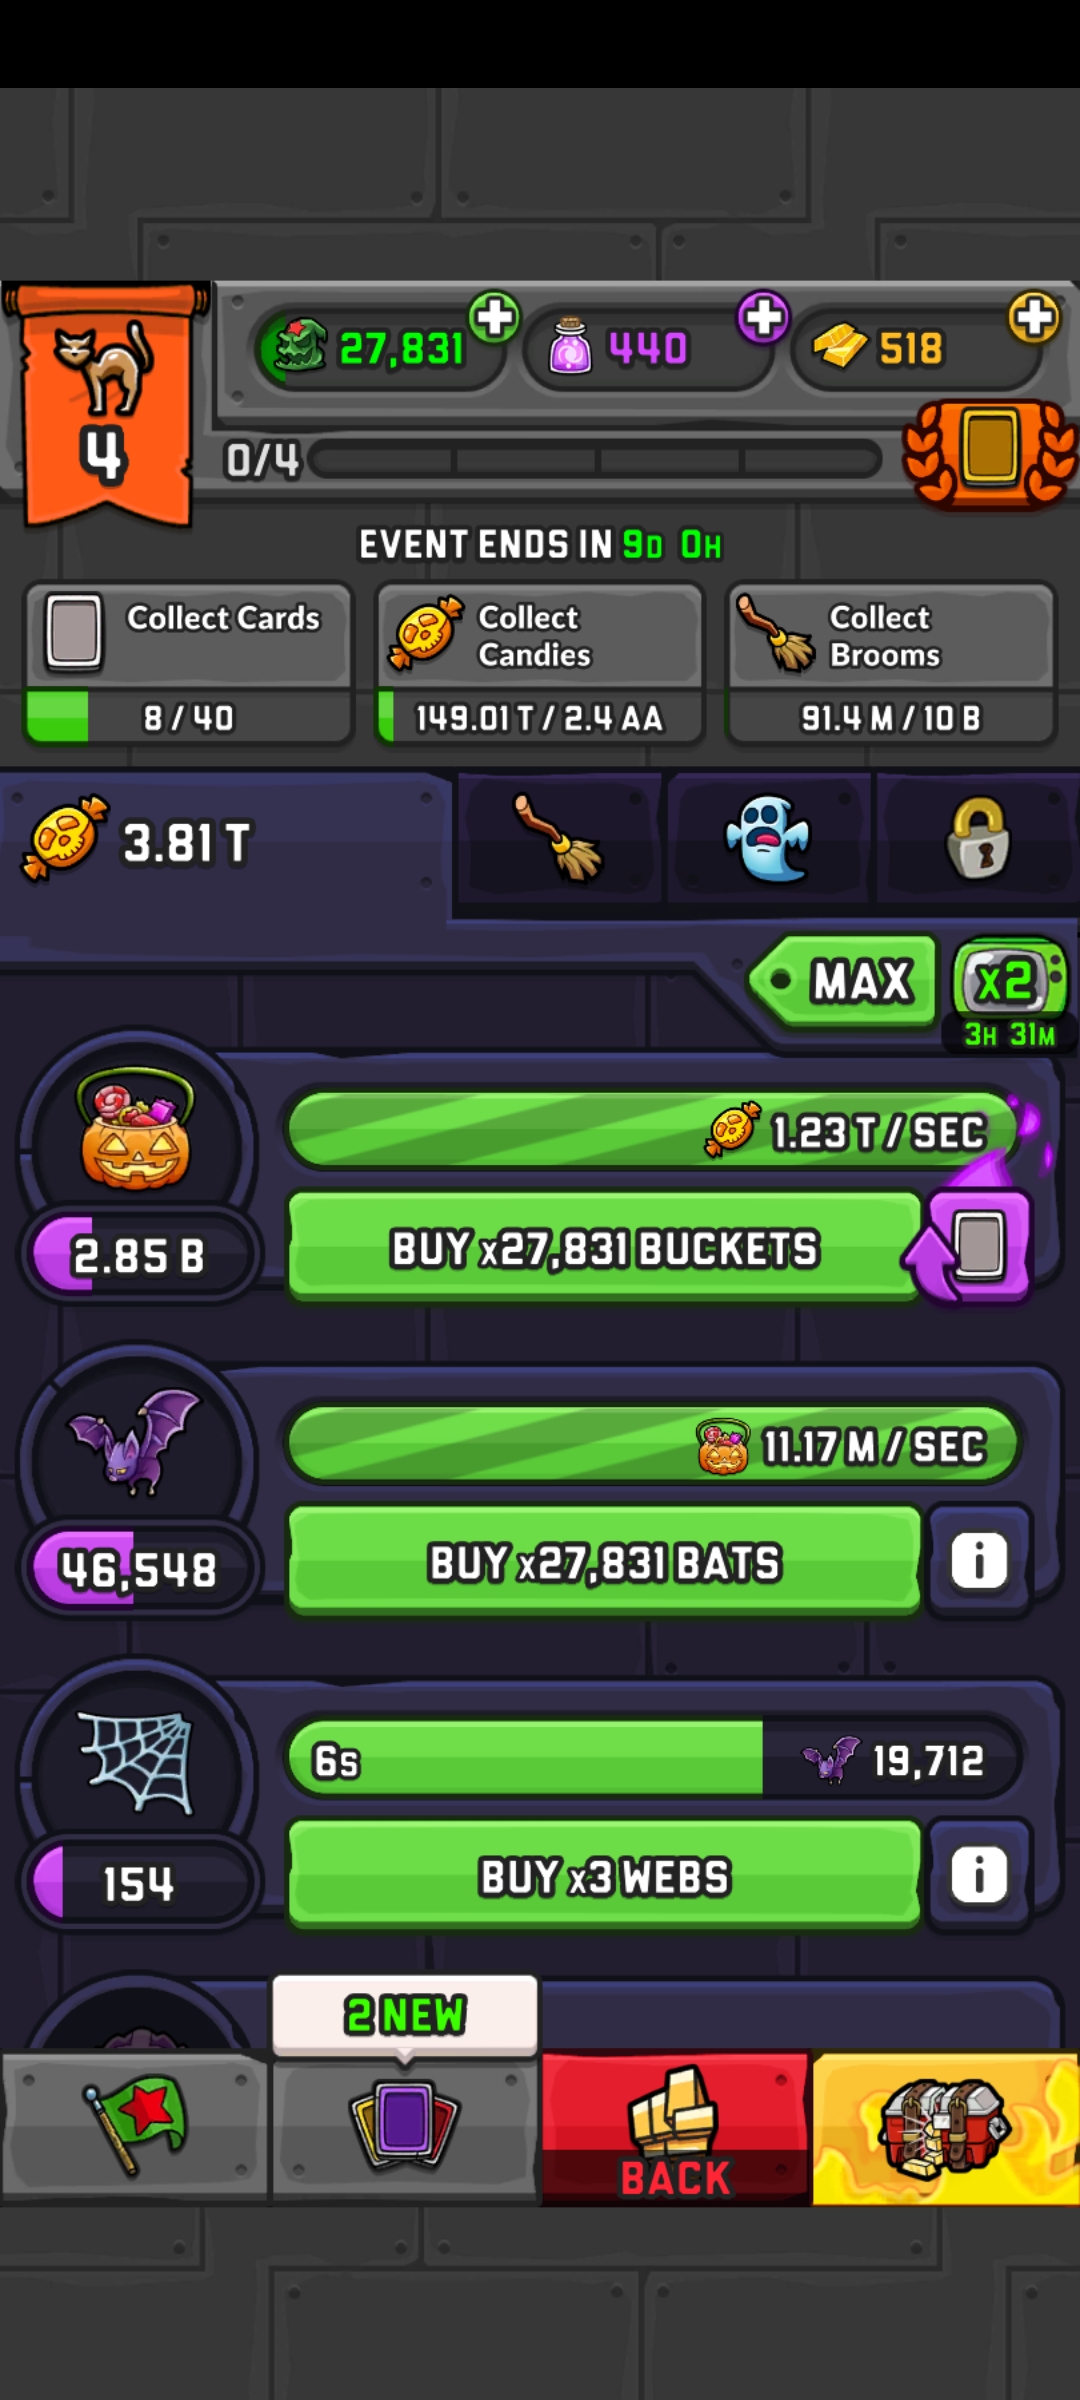 27,831
440
518
4
0/4
EVENT ENDS IN 9D 0H
Collect Cards
8 / 40
Collect
Candies
149.01 T / 2.4 AA
Collect
Brooms
91.4 M / 10 B
3.81 T
MAX
x2
3H 31M
1.23 T / SEC
2.85 B
BUY x27,831 BUCKETS
11.17 M / SEC
46,548
BUY x27,831 BATS
i
6s
19,712
154
BUY x3 WEBS
i
2 NEW
BACK